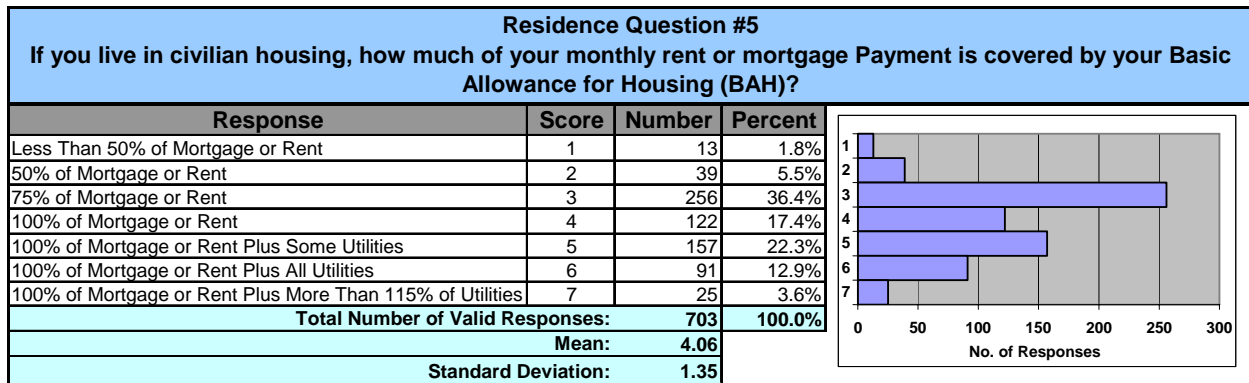 Residence Question #5
If you live in civilian housing, how much of your monthly rent or mortgage Payment is covered by your Basic
Allowance for Housing (BAH)?
Response Score Number Percent
Less Than 50% of Mortgage or Rent 1 13 1.8%
50% of Mortgage or Rent 2 39 5.5%
75% of Mortgage or Rent 3 256 36.4%
100% of Mortgage or Rent 4 122 17.4%
100% of Mortgage or Rent Plus Some Utilities 5 157 22.3%
100% of Mortgage or Rent Plus All Utilities 6 91 12.9%
100% of Mortgage or Rent Plus More Than 115% of Utilities 7 25 3.6%
Total Number of Valid Responses: 703 100.0%
Mean: 4.06
Standard Deviation: 1.35
1
2
3
4
5
6
7
0 50 100 150 200 250 300
No. of Responses